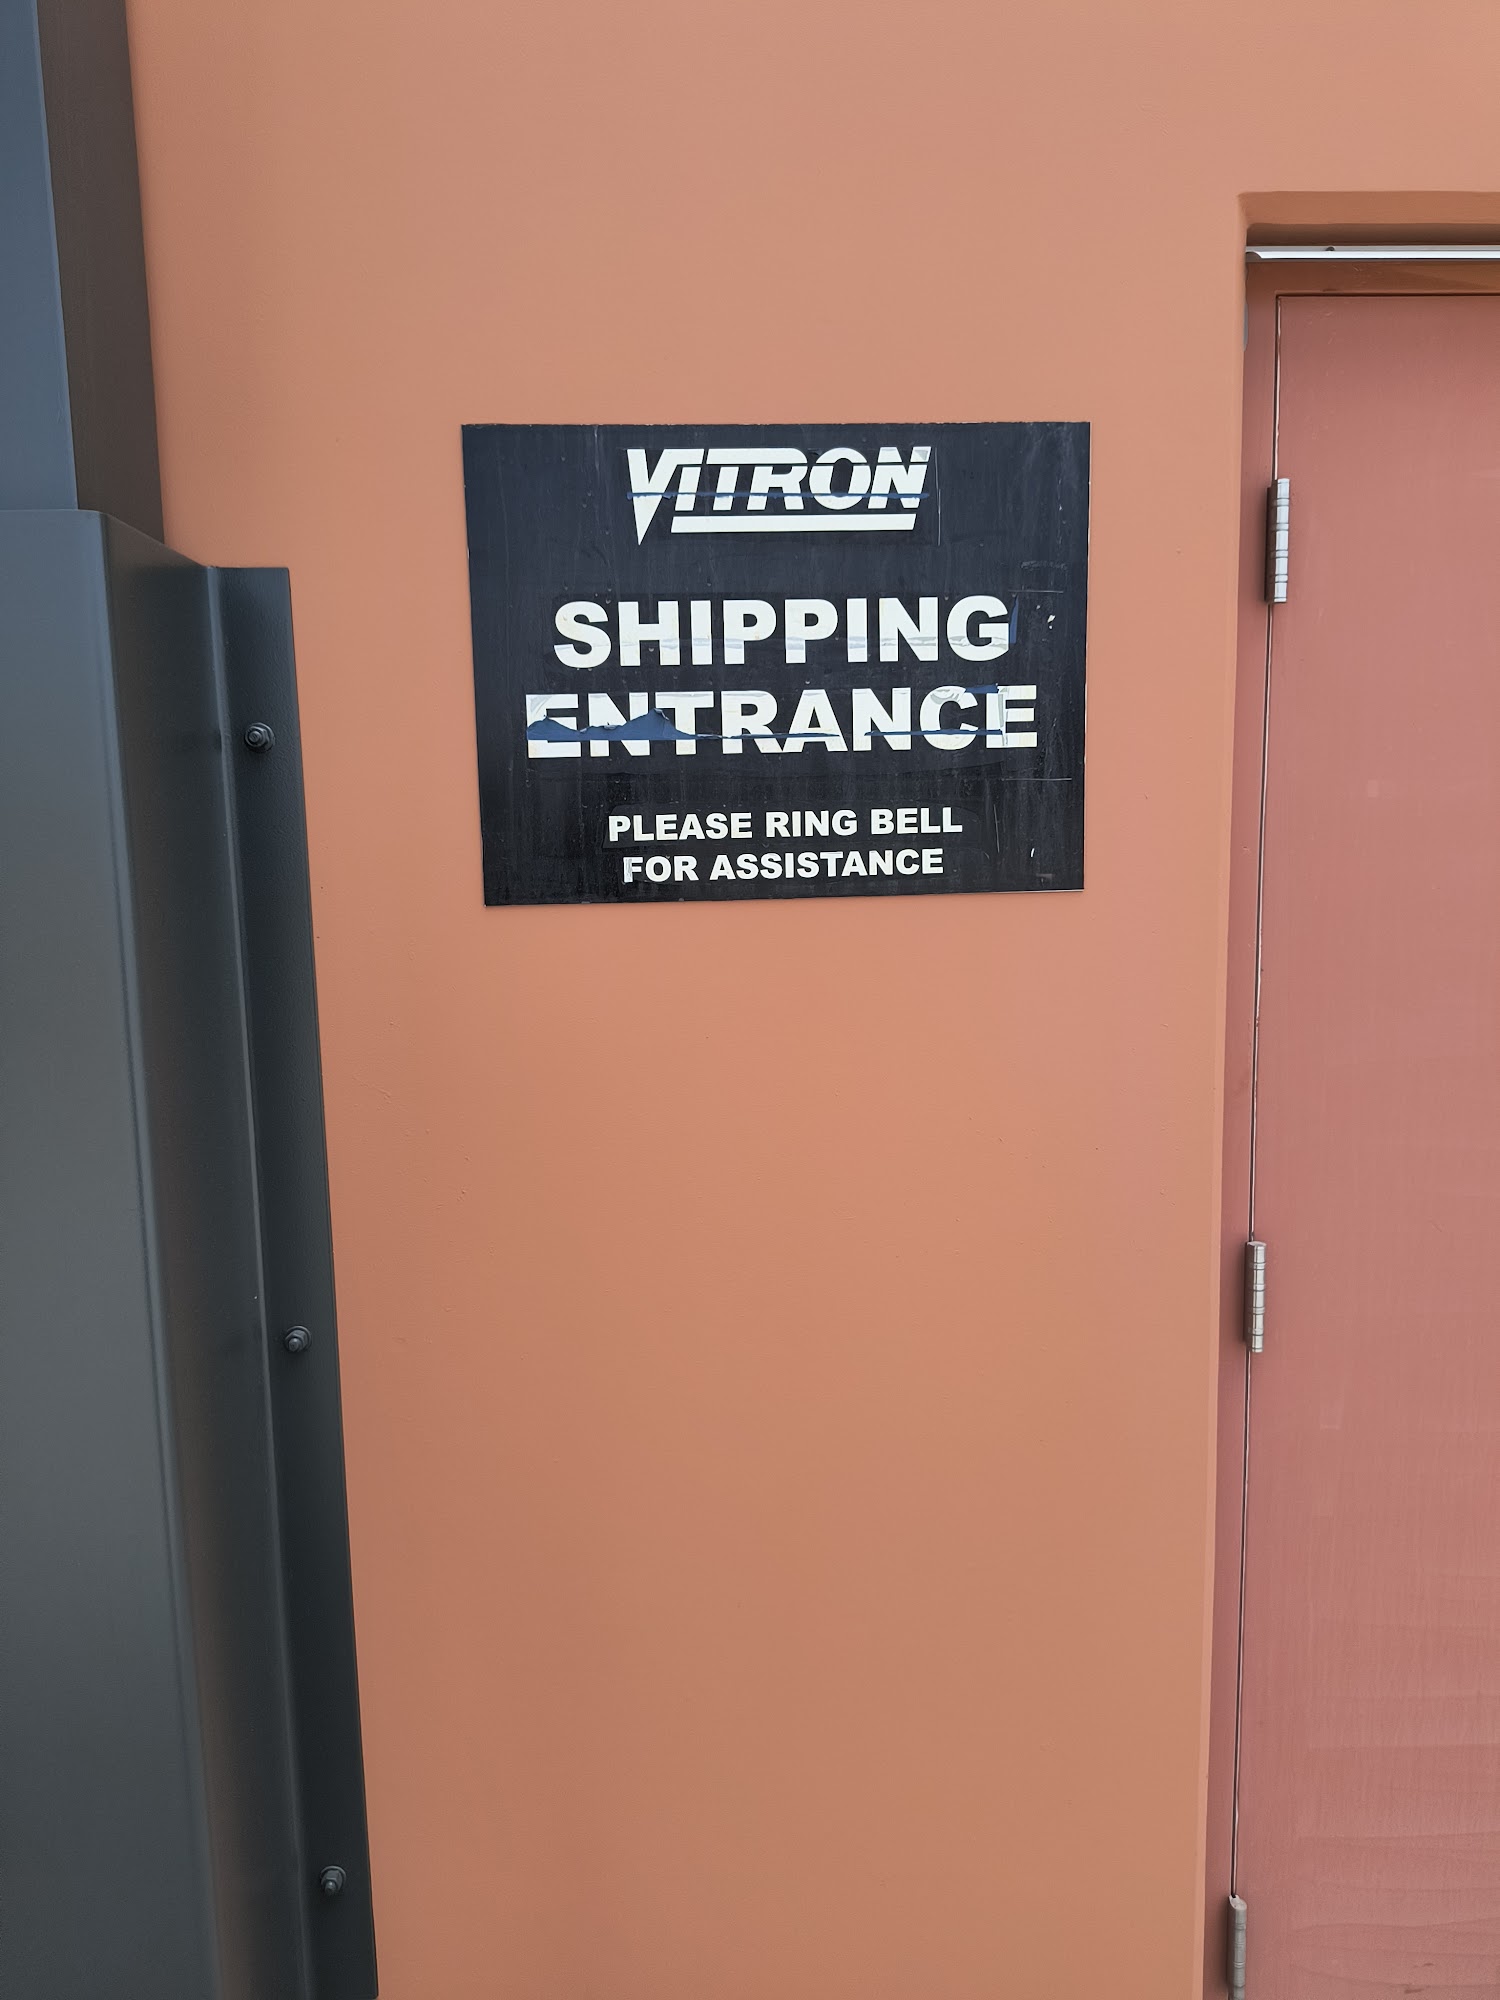 VITRON
SHIPPING
ENTRANCE
PLEASE RING BELL
FOR ASSISTANCE